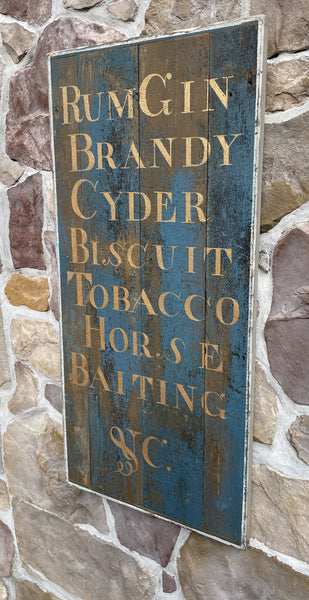 RUM GIN
BRANDY
CYDER
BISCUIT
TOBACCO
HORSE
BAITING
&C.